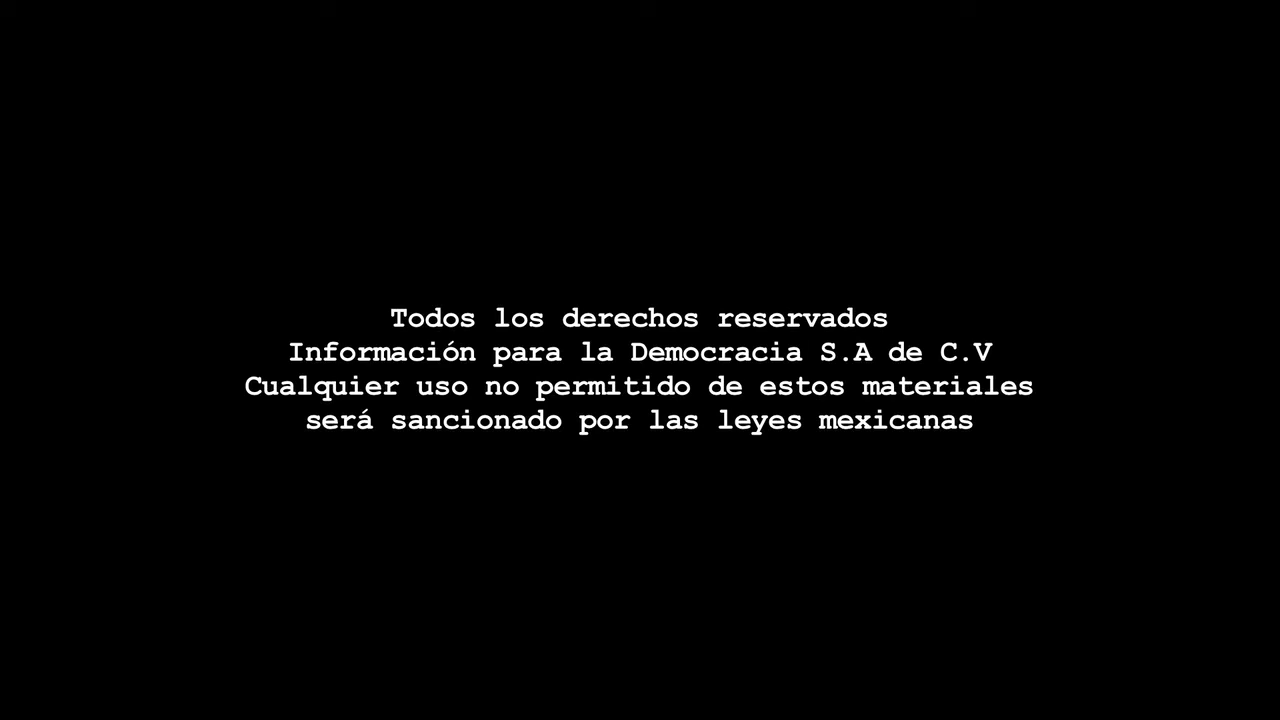 Todos los derechos reservados
Información para la Democracia S.A de C.V
Cualquier uso no permitido de estos materiales
será sancionado por las leyes mexicanas